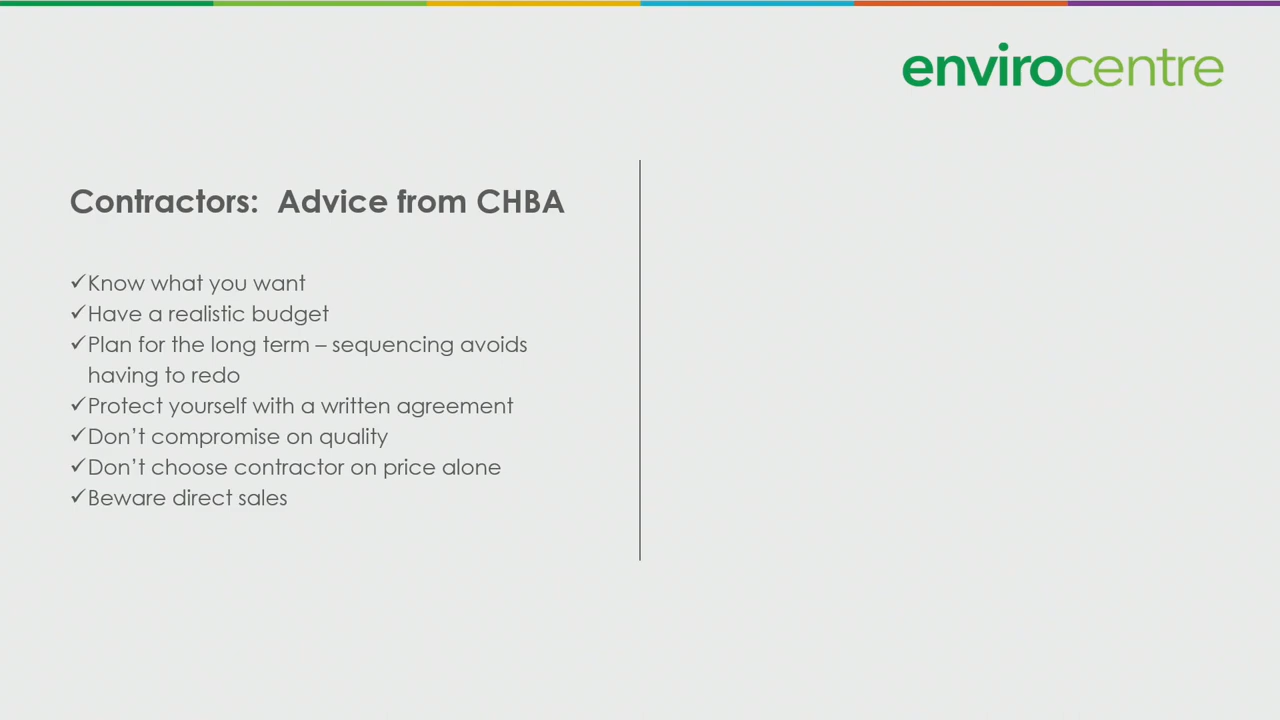 envirocentre
Contractors:  Advice from CHBA
✓Know what you want
✓Have a realistic budget
✓Plan for the long term – sequencing avoids
having to redo
✓Protect yourself with a written agreement
✓Don’t compromise on quality
✓Don’t choose contractor on price alone
✓Beware direct sales